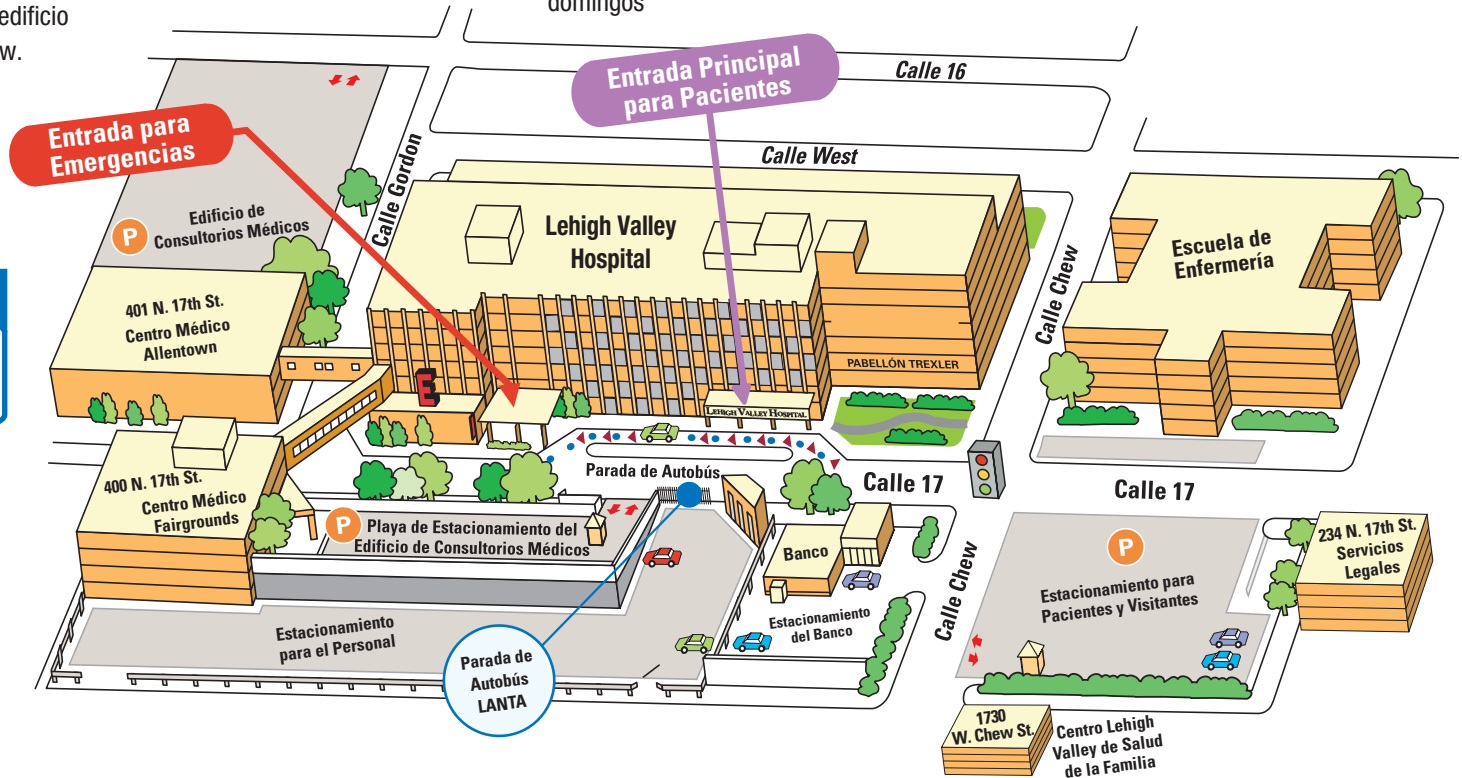 edificio
w.
domingos
Calle 16
Entrada Principal
para Pacientes
Entrada para
Emergencias
Calle West
Calle Gordon
Edificio de
Consultorios Médicos
P
Lehigh Valley
Hospital
Escuela de
Enfermería
Calle Chew
401 N. 17th St.
Centro Médico
Allentown
PABELLÓN TREXLER
E
LEHIGH VALLEY HOSPITAL
Parada de Autobús
Calle 17
Calle 17
400 N. 17th St.
Centro Médico
Fairgrounds
P
Playa de Estacionamiento del
Edificio de Consultorios Médicos
Banco
P
234 N. 17th St.
Servicios
Legales
Estacionamiento para
Pacientes y Visitantes
Calle Chew
Estacionamiento
del Banco
Estacionamiento
para el Personal
Parada de
Autobús
LANTA
1730
W. Chew St.
Centro Lehigh
Valley de Salud
de la Familia